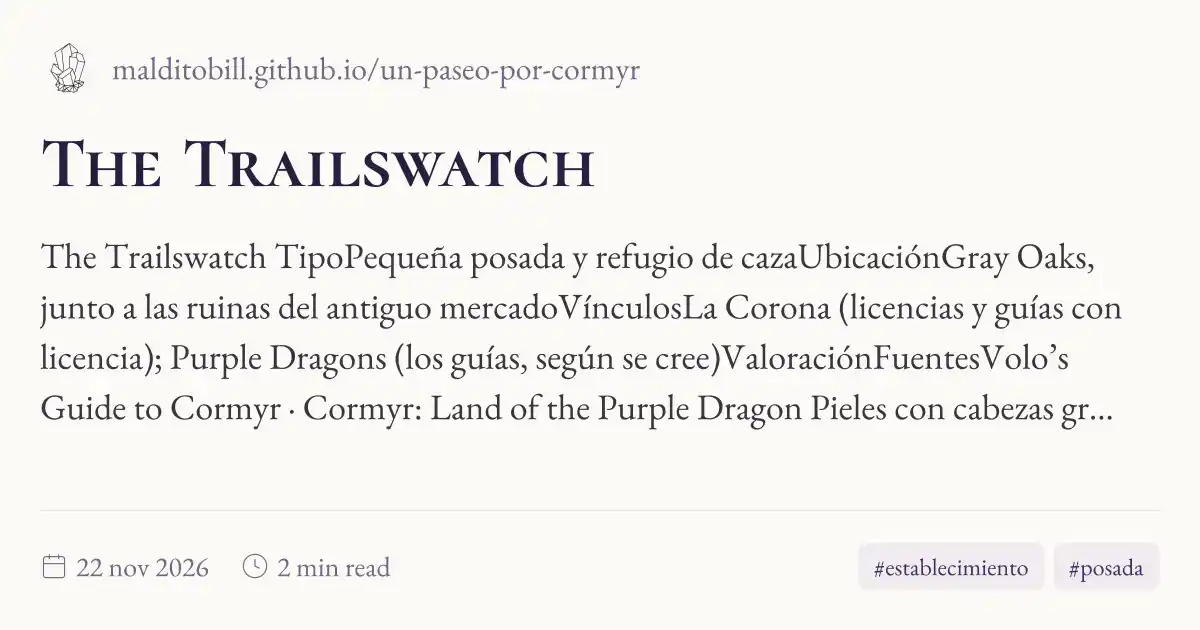 malditobill.github.io/un-paseo-por-cormyr
The Trailswatch
The Trailswatch TipoPequeña posada y refugio de cazaUbicaciónGray Oaks,
junto a las ruinas del antiguo mercadoVínculosLa Corona (licencias y guías con
licencia); Purple Dragons (los guías, según se cree)ValoraciónFuentesVolo’s
Guide to Cormyr · Cormyr: Land of the Purple Dragon Pieles con cabezas gr...
22 nov 2026
2 min read
#establecimiento
#posada